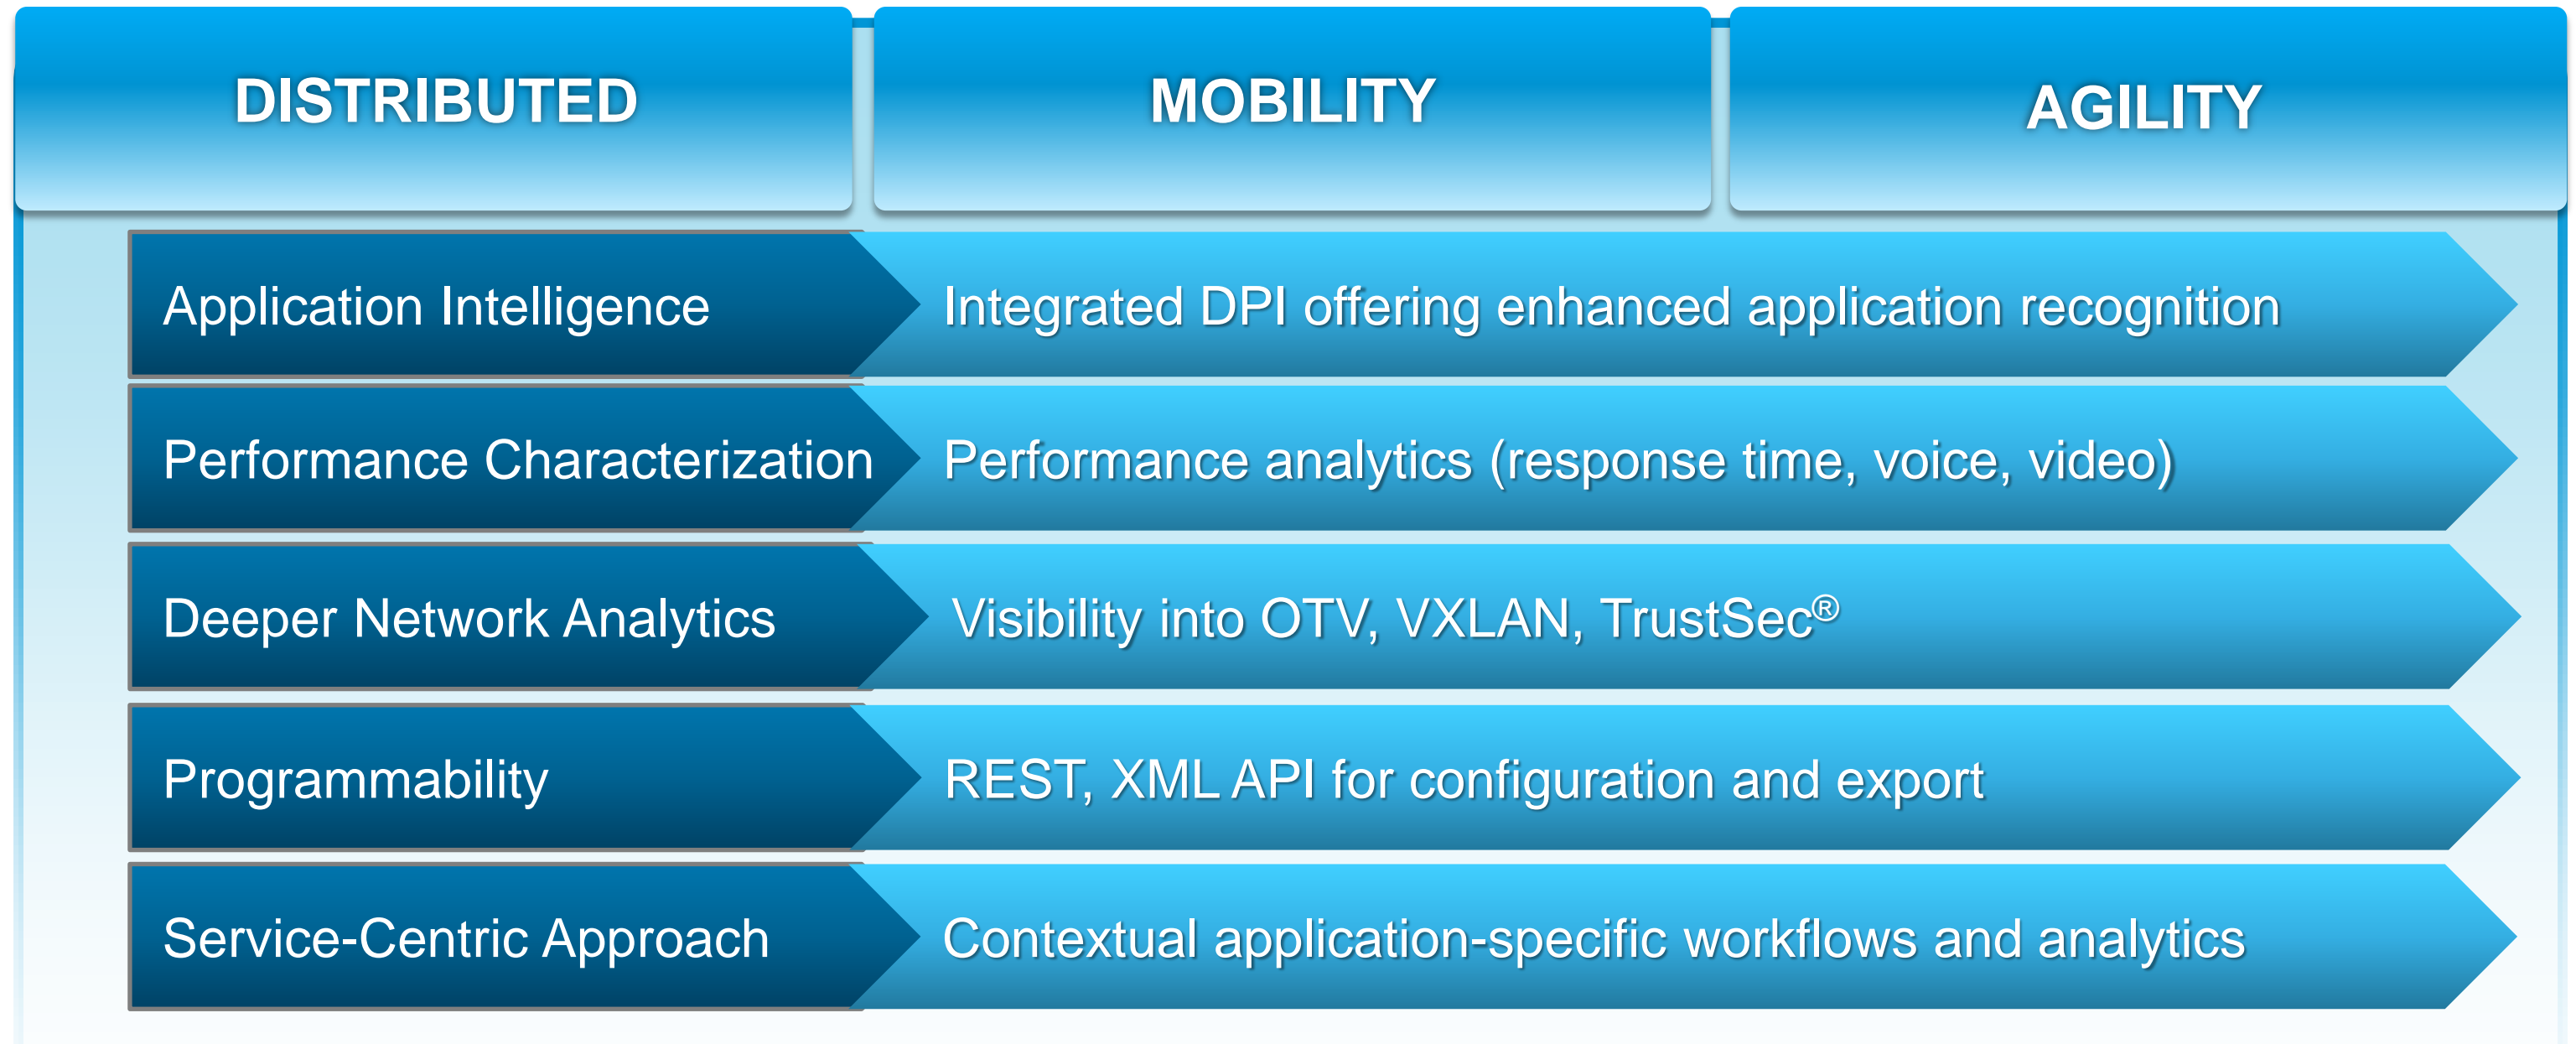 DISTRIBUTED
MOBILITY
AGILITY
Application Intelligence
Integrated DPI offering enhanced application recognition
Performance Characterization
Performance analytics (response time, voice, video)
Deeper Network Analytics
Visibility into OTV, VXLAN, TrustSec®
Programmability
REST, XML API for configuration and export
Service-Centric Approach
Contextual application-specific workflows and analytics